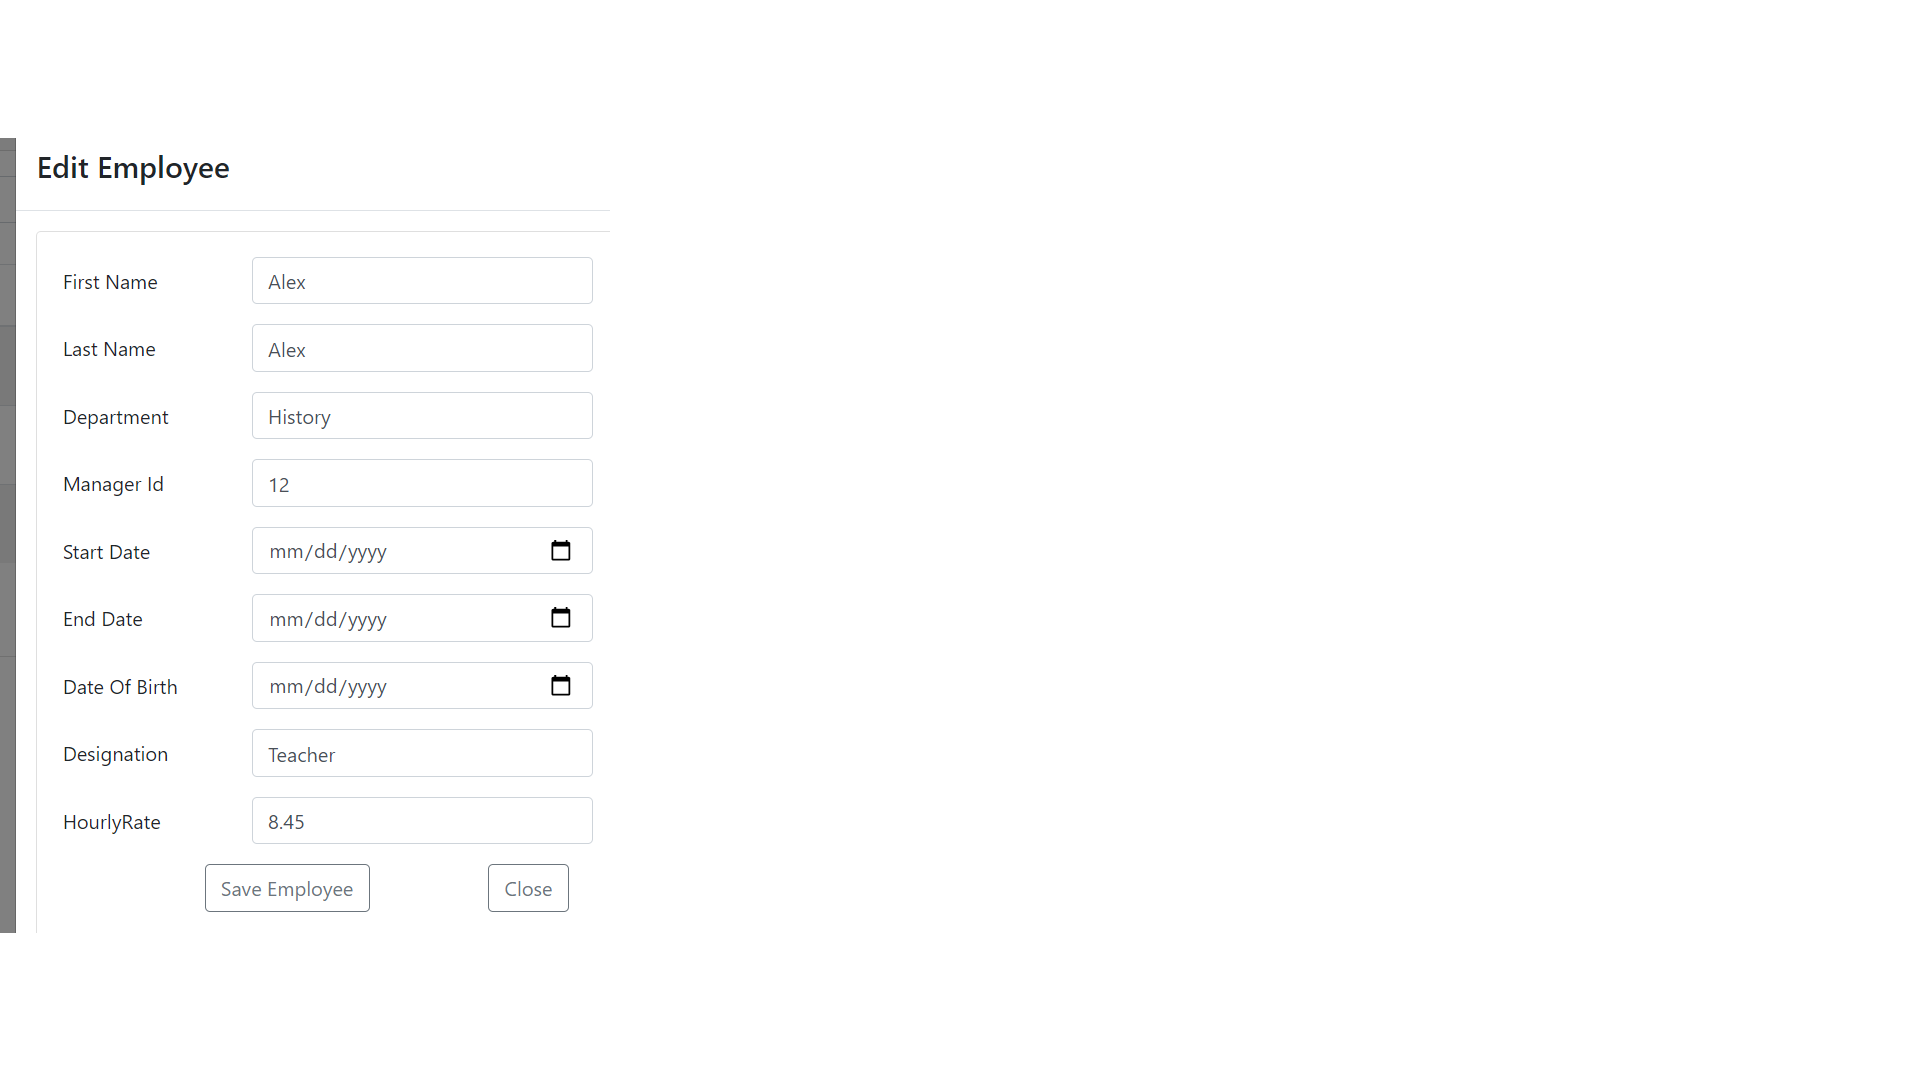 Edit Employee
First Name Alex
Last Name Alex
Department History
Manager Id 12
Start Date mm/dd/yyyy
End Date mm/dd/yyyy
Date Of Birth mm/dd/yyyy
Designation Teacher
HourlyRate 8.45
Save Employee Close